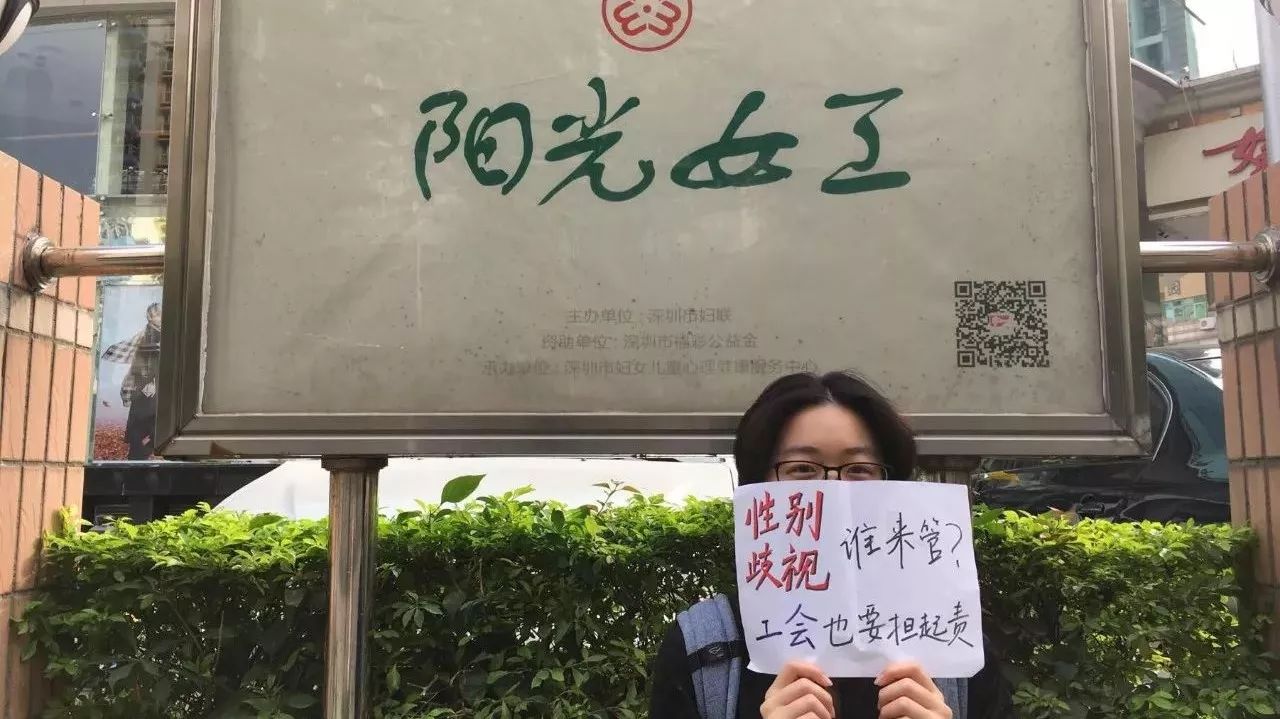 阳光女工
主办单位：深圳市妇联
资助单位：深圳市福彩公益金
承办单位：深圳市妇女儿童心理健康服务中心
性别
歧视
谁来管？
工会也要担起责